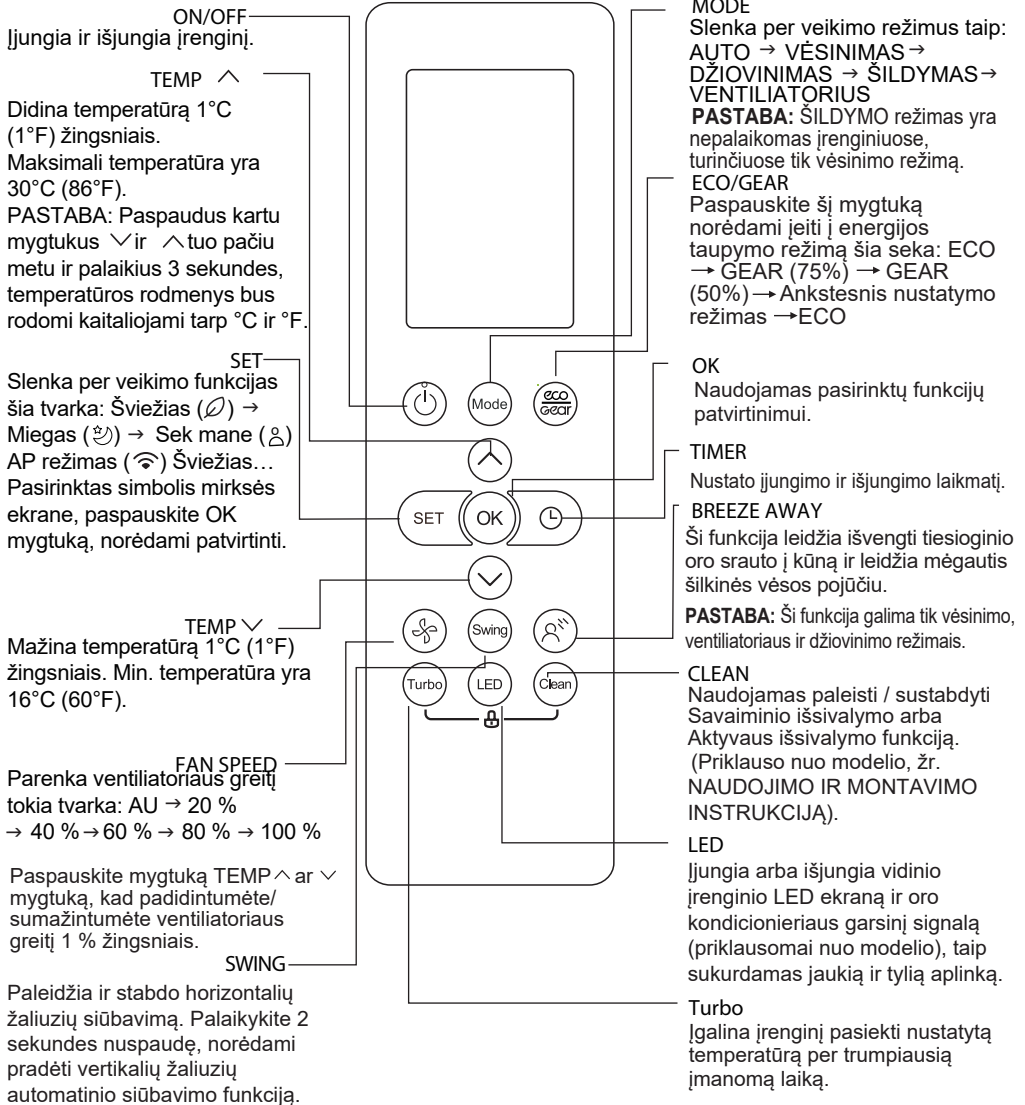 ON/OFF
Įjungia ir išjungia įrenginį.
TEMP
Didina temperatūrą 1°C
(1°F) žingsniais.
Maksimali temperatūra yra
30°C (86°F).
PASTABA: Paspaudus kartu
mygtukus ﹀ir ︿tuo pačiu
metu ir palaikius 3 sekundes,
temperatūros rodmenys bus
rodomi kaitaliojami tarp °C ir °F.
SET
Slenka per veikimo funkcijas
šia tvarka: Šviežias ( ) →
Miegas ( ) → Sek mane ( )
AP režimas ( ) Šviežias…
Pasirinktas simbolis mirksės
ekrane, paspauskite OK
mygtuką, norėdami patvirtinti.
TEMP
Mažina temperatūrą 1°C (1°F)
žingsniais. Min. temperatūra yra
16°C (60°F).
FAN SPEED
Parenka ventiliatoriaus greitį
tokia tvarka: AU → 20 %
→ 40 % → 60 % → 80 % → 100 %
Paspauskite mygtuką TEMP ︿ ar ﹀
mygtuką, kad padidintumėte/
sumažintumėte ventiliatoriaus
greitį 1 % žingsniais.
SWING
Paleidžia ir stabdo horizontalių
žaliuzių siūbavimą. Palaikykite 2
sekundes nuspaudę, norėdami
pradėti vertikalių žaliuzių
automatinio siūbavimo funkciją.
Mode
eco
Gear
SET
OK
Swing
Turbo
LED
Clean
MODE
Slenka per veikimo režimus taip:
AUTO → VĖSINIMAS →
DŽIOVINIMAS → ŠILDYMAS →
VENTILIATORIUS
PASTABA: ŠILDYMO režimas yra
nepalaikomas įrenginiuose,
turinčiuose tik vėsinimo režimą.
ECO/GEAR
Paspauskite šį mygtuką
norėdami įeiti į energijos
taupymo režimą šia seka: ECO
→ GEAR (75%) → GEAR
(50%) → Ankstesnis nustatymo
režimas → ECO
OK
Naudojamas pasirinktų funkcijų
patvirtinimui.
TIMER
Nustato įjungimo ir išjungimo laikmatį.
BREEZE AWAY
Ši funkcija leidžia išvengti tiesioginio
oro srauto į kūną ir leidžia mėgautis
šilkinės vėsos pojūčiu.
PASTABA: Ši funkcija galima tik vėsinimo,
ventiliatoriaus ir džiovinimo režimais.
CLEAN
Naudojamas paleisti / sustabdyti
Savaiminio išsivalymo arba
Aktyvaus išsivalymo funkciją.
(Priklauso nuo modelio, žr.
NAUDOJIMO IR MONTAVIMO
INSTRUKCIJĄ).
LED
Įjungia arba išjungia vidinio
įrenginio LED ekraną ir oro
kondicionieriaus garsinį signalą
(priklausomai nuo modelio), taip
sukurdamas jaukią ir tylią aplinką.
Turbo
Įgalina įrenginį pasiekti nustatytą
temperatūrą per trumpiausią
įmanomą laiką.